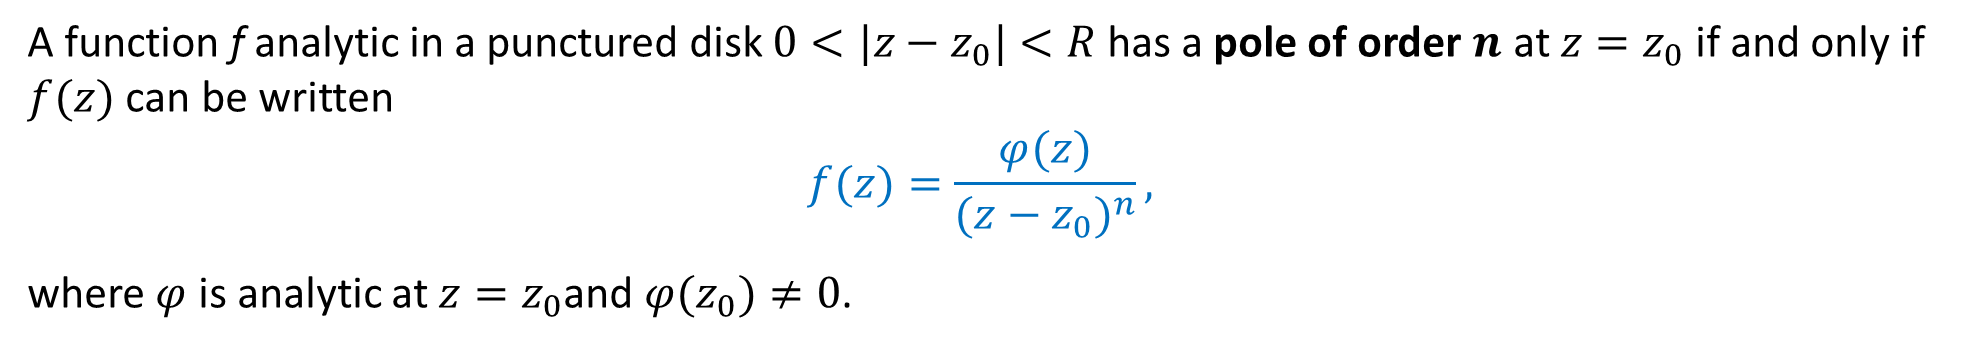 A function f analytic in a punctured disk 0 < |z − z₀| < R has a pole of order n at z = z₀ if and only if
f(z) can be written
f(z) = φ(z) / (z − z₀)ⁿ,
where φ is analytic at z = z₀and φ(z₀) ≠ 0.